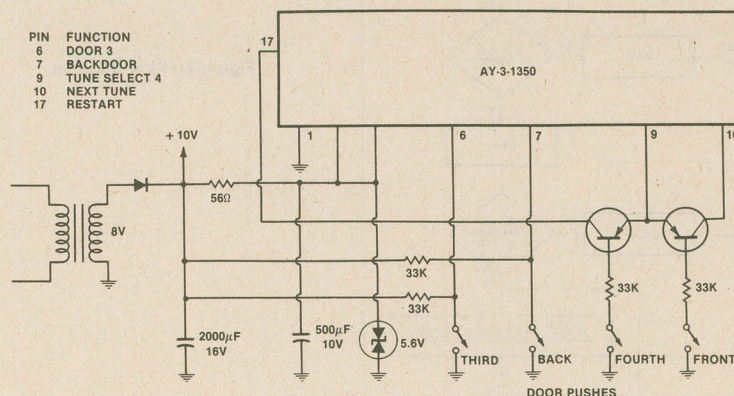 PIN FUNCTION
6 DOOR 3
7 BACKDOOR
9 TUNE SELECT 4
10 NEXT TUNE
17 RESTART
17
AY-3-1350
1
6
7
9
10
+ 10V
56Ω
8V
33K
33K
33K
33K
2000µF
16V
500µF
10V
5.6V
THIRD
BACK
FOURTH
FRONT
DOOR PUSHES